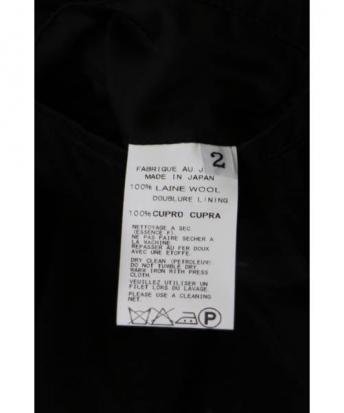 2
FABRIQUE AU J
MADE IN JAPAN
100% LAINE WOOL
DOUBLURE LINING
100% CUPRO CUPRA
NETTOYAGE A SEC
(ESSENCE F).
NE PAS FAIRE SECHER A
LA MACHINE
REPASSER AU FER DOUX
AVEC UNE ETOFFE.
DRY CLEAN (PETROLEUM)
DO NOT TUMBLE DRY
WARM IRON WITH PRESS
CLOTH.
VEUILLEZ UTILISER UN
FILET LORS DU LAVAGE.
PLEASE USE A CLEANING
NET.
P